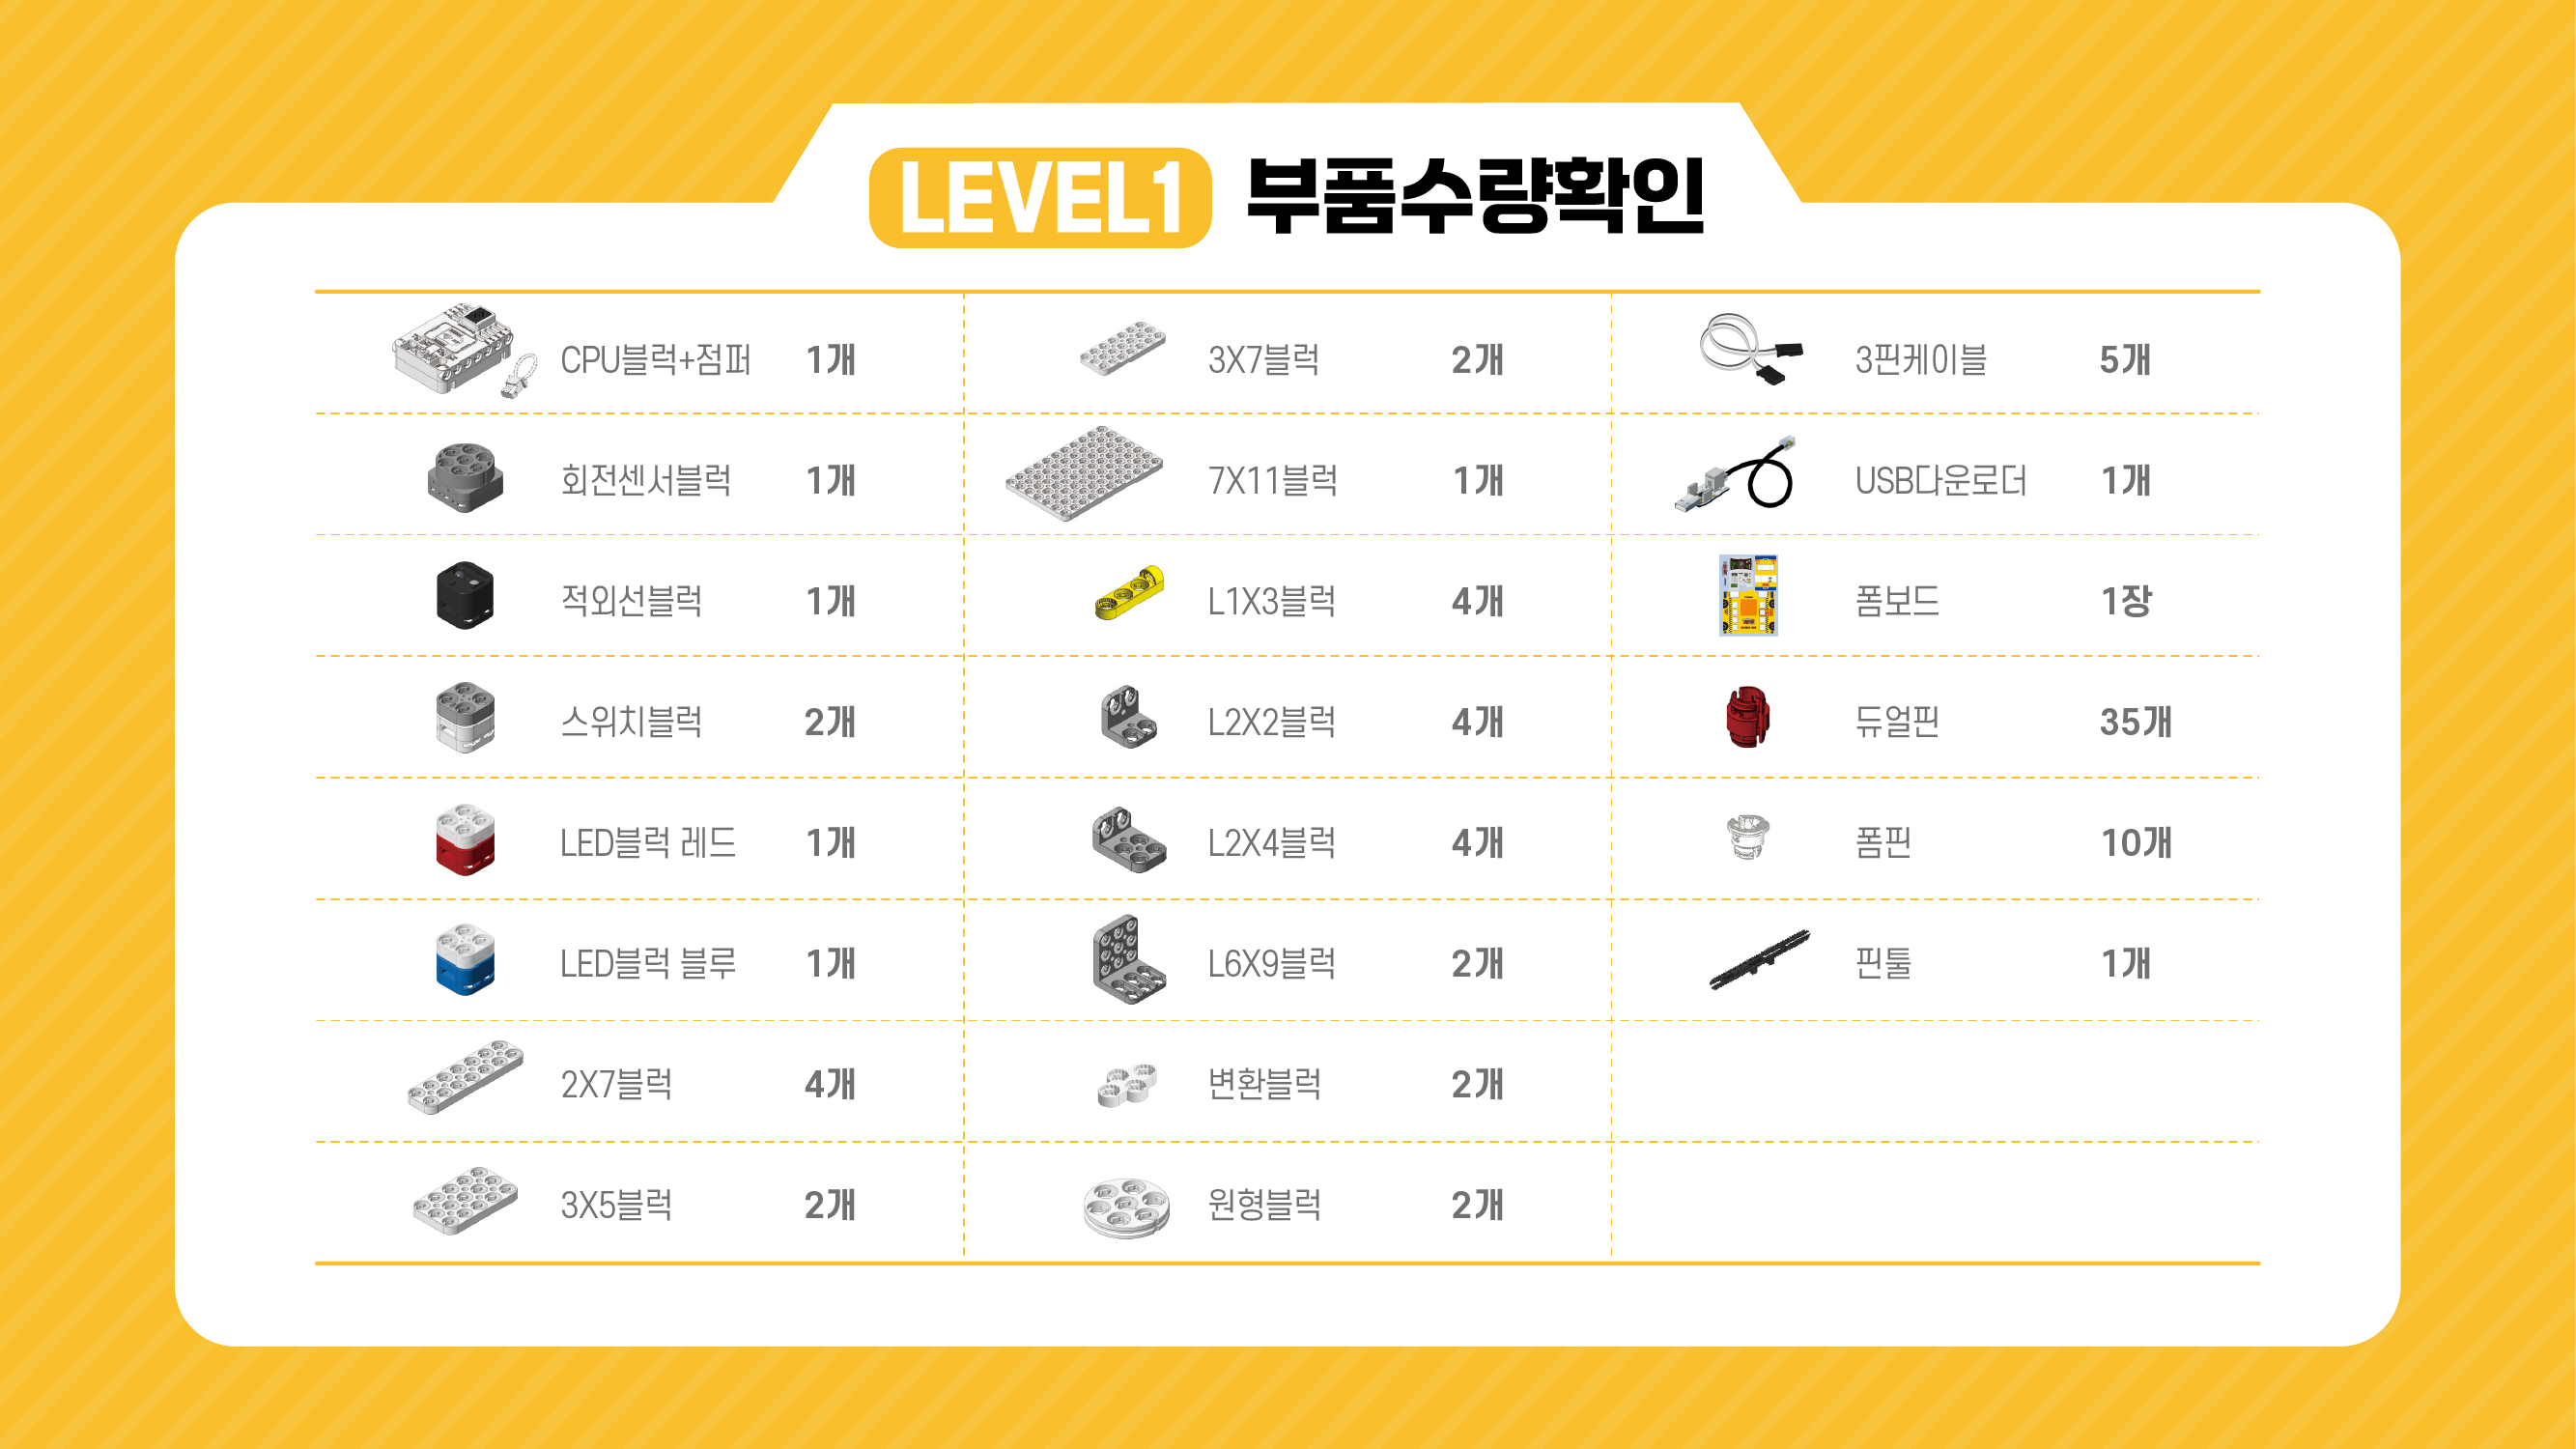 LEVEL1 부품수량확인
CPU블럭+점퍼 1개 3X7블럭 2개 3핀케이블 5개
회전센서블럭 1개 7X11블럭 1개 USB다운로더 1개
적외선블럭 1개 L1X3블럭 4개 폼보드 1장
스위치블럭 2개 L2X2블럭 4개 듀얼핀 35개
LED블럭 레드 1개 L2X4블럭 4개 폼핀 10개
LED블럭 블루 1개 L6X9블럭 2개 핀툴 1개
2X7블럭 4개 변환블럭 2개
3X5블럭 2개 원형블럭 2개